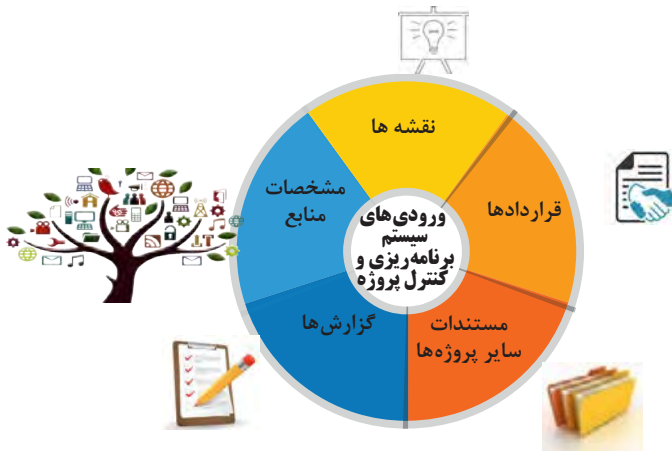 نقشه ها
قراردادها
مستندات
سایر پروژه‌ها
گزارش‌ها
مشخصات
منابع
ورودی‌های
سیستم
برنامه‌ریزی و
کنترل پروژه